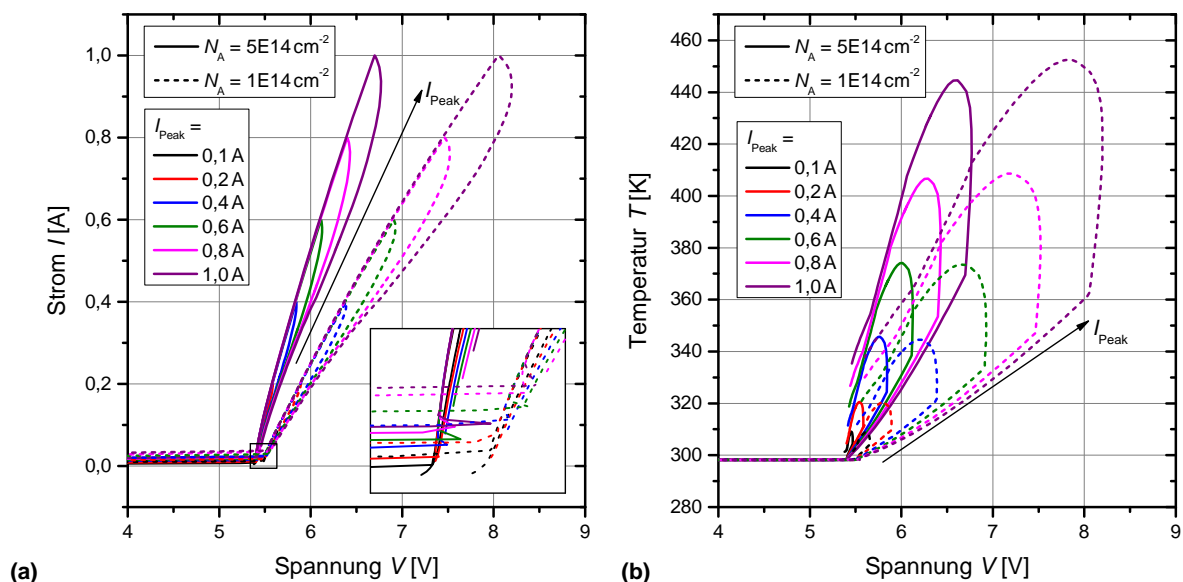 N_A = 5E14 cm⁻²
N_A = 1E14 cm⁻²
I_Peak =
0,1 A
0,2 A
0,4 A
0,6 A
0,8 A
1,0 A
I_Peak
1,0
0,8
0,6
0,4
0,2
0,0
Strom I [A]
4 5 6 7 8 9
Spannung V [V]
(a)
N_A = 5E14 cm⁻²
N_A = 1E14 cm⁻²
I_Peak =
0,1 A
0,2 A
0,4 A
0,6 A
0,8 A
1,0 A
I_Peak
460
440
420
400
380
360
340
320
300
280
Temperatur T [K]
4 5 6 7 8 9
Spannung V [V]
(b)